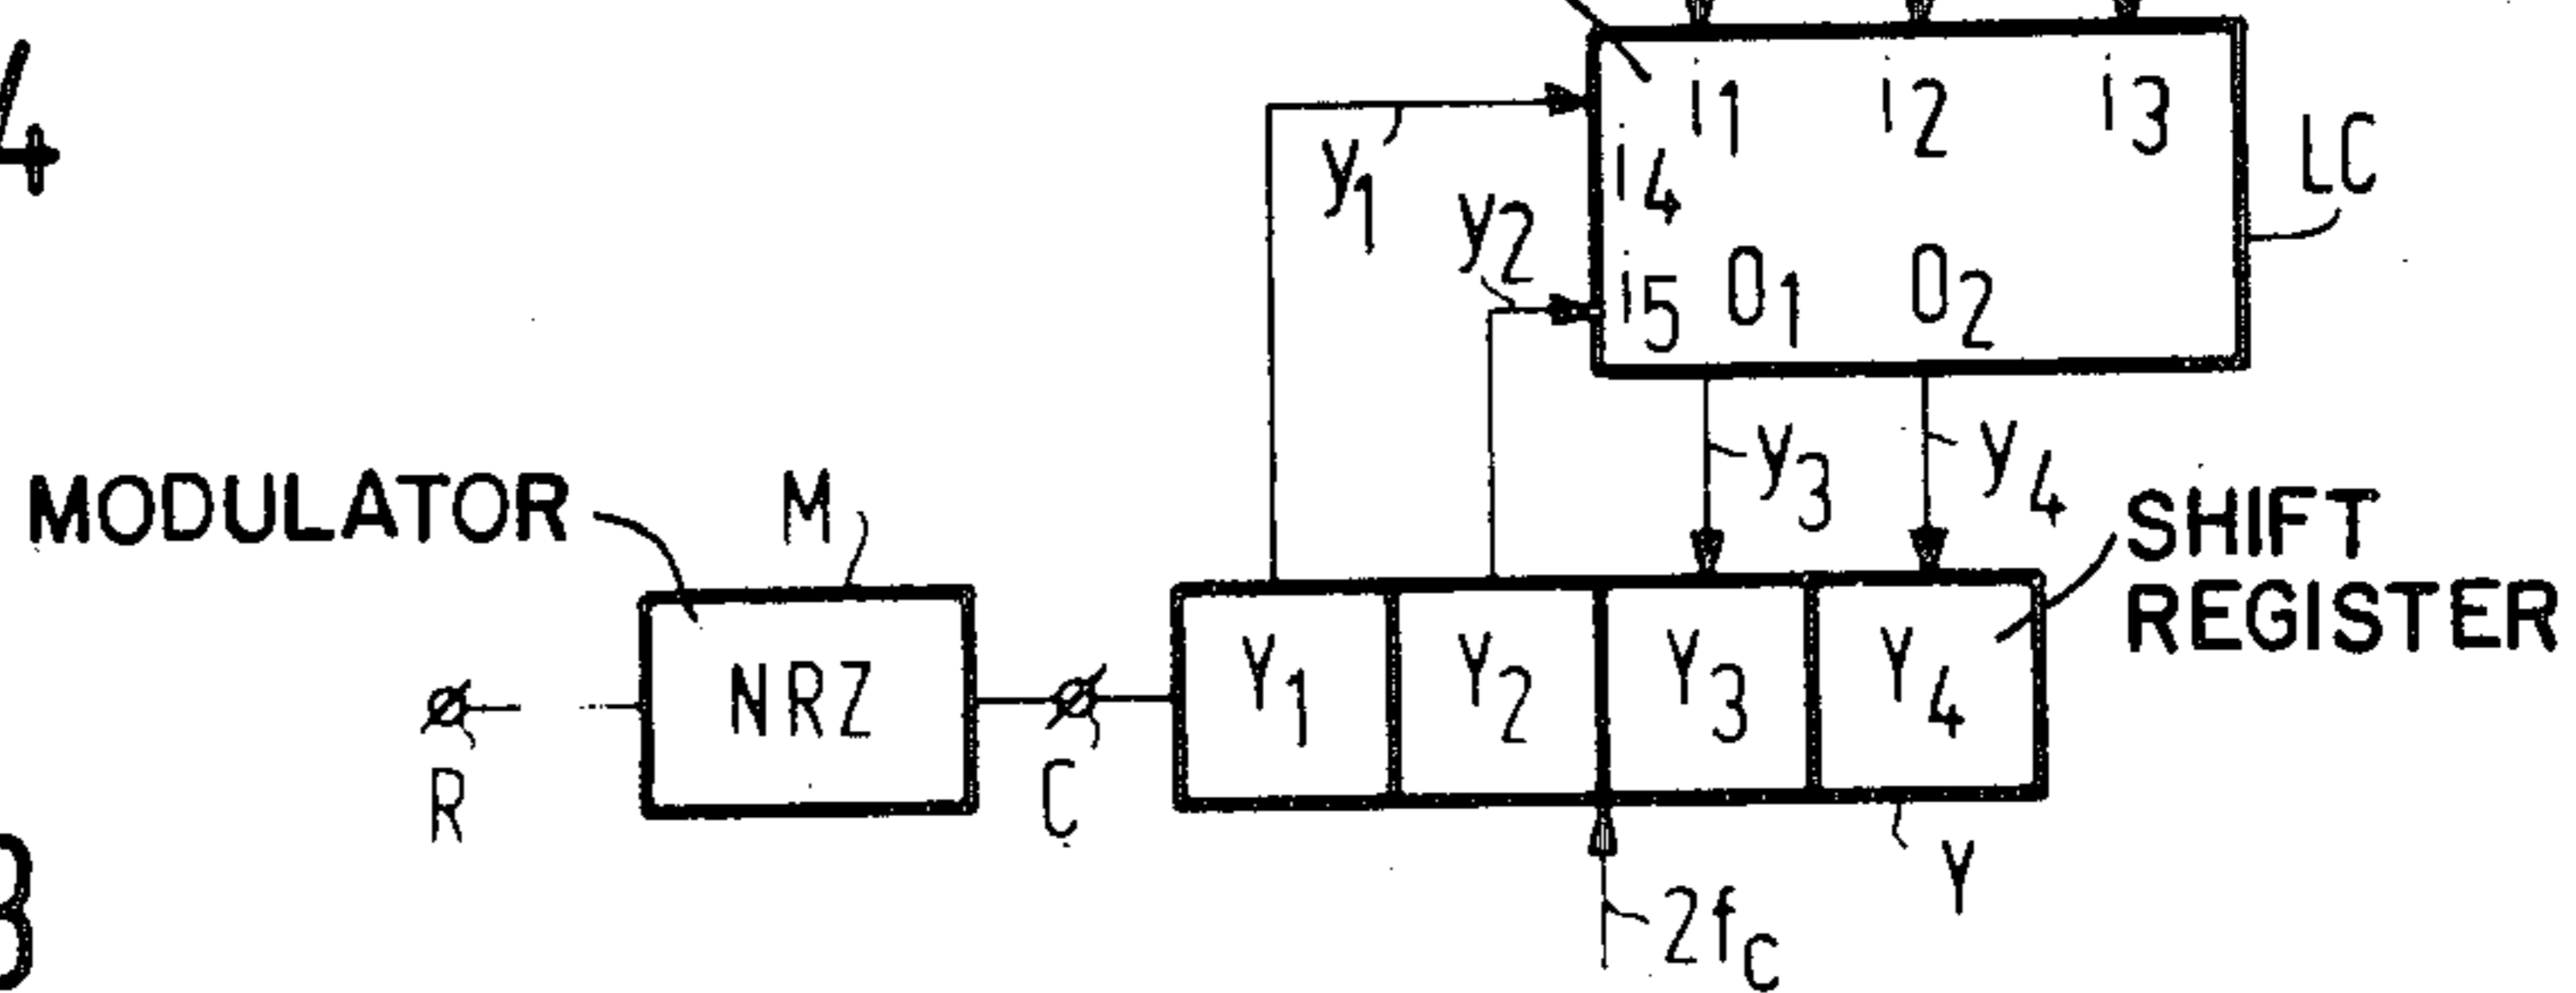 4
i1 i2 i3
LC
y1
i4
y2
i5 O1 O2
y3 y4
MODULATOR M
SHIFT
REGISTER
NRZ
Y1 Y2 Y3 Y4
R
C
Y
2fc